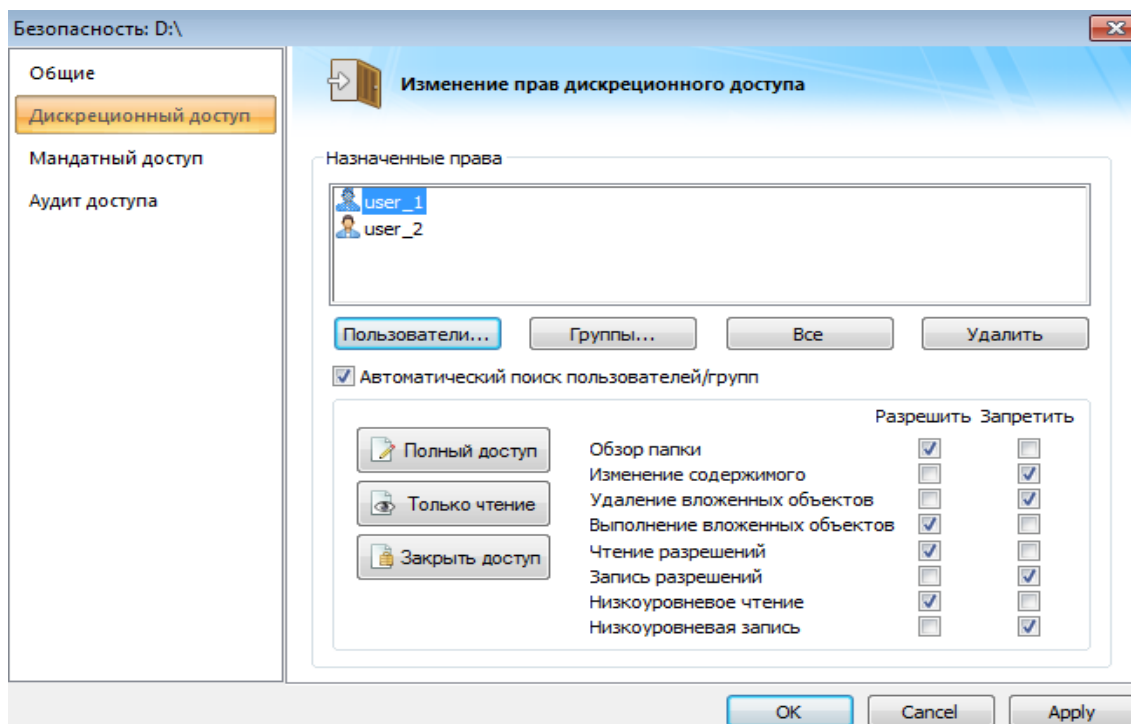 Безопасность: D:\
Общие
Дискреционный доступ
Мандатный доступ
Аудит доступа
Изменение прав дискреционного доступа
Назначенные права
user_1
user_2
Пользователи... Группы... Все Удалить
Автоматический поиск пользователей/групп
Полный доступ
Только чтение
Закрыть доступ
Разрешить Запретить
Обзор папки
Изменение содержимого
Удаление вложенных объектов
Выполнение вложенных объектов
Чтение разрешений
Запись разрешений
Низкоуровневое чтение
Низкоуровневая запись
OK Cancel Apply